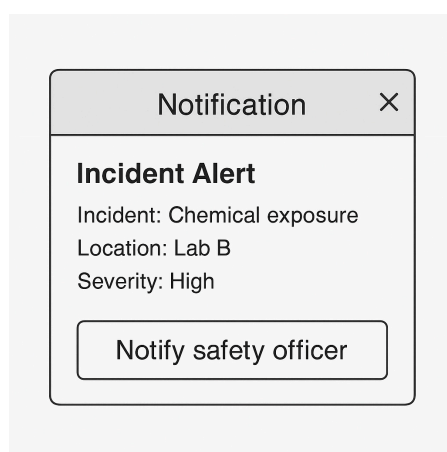 Notification
Incident Alert
Incident: Chemical exposure
Location: Lab B
Severity: High
Notify safety officer